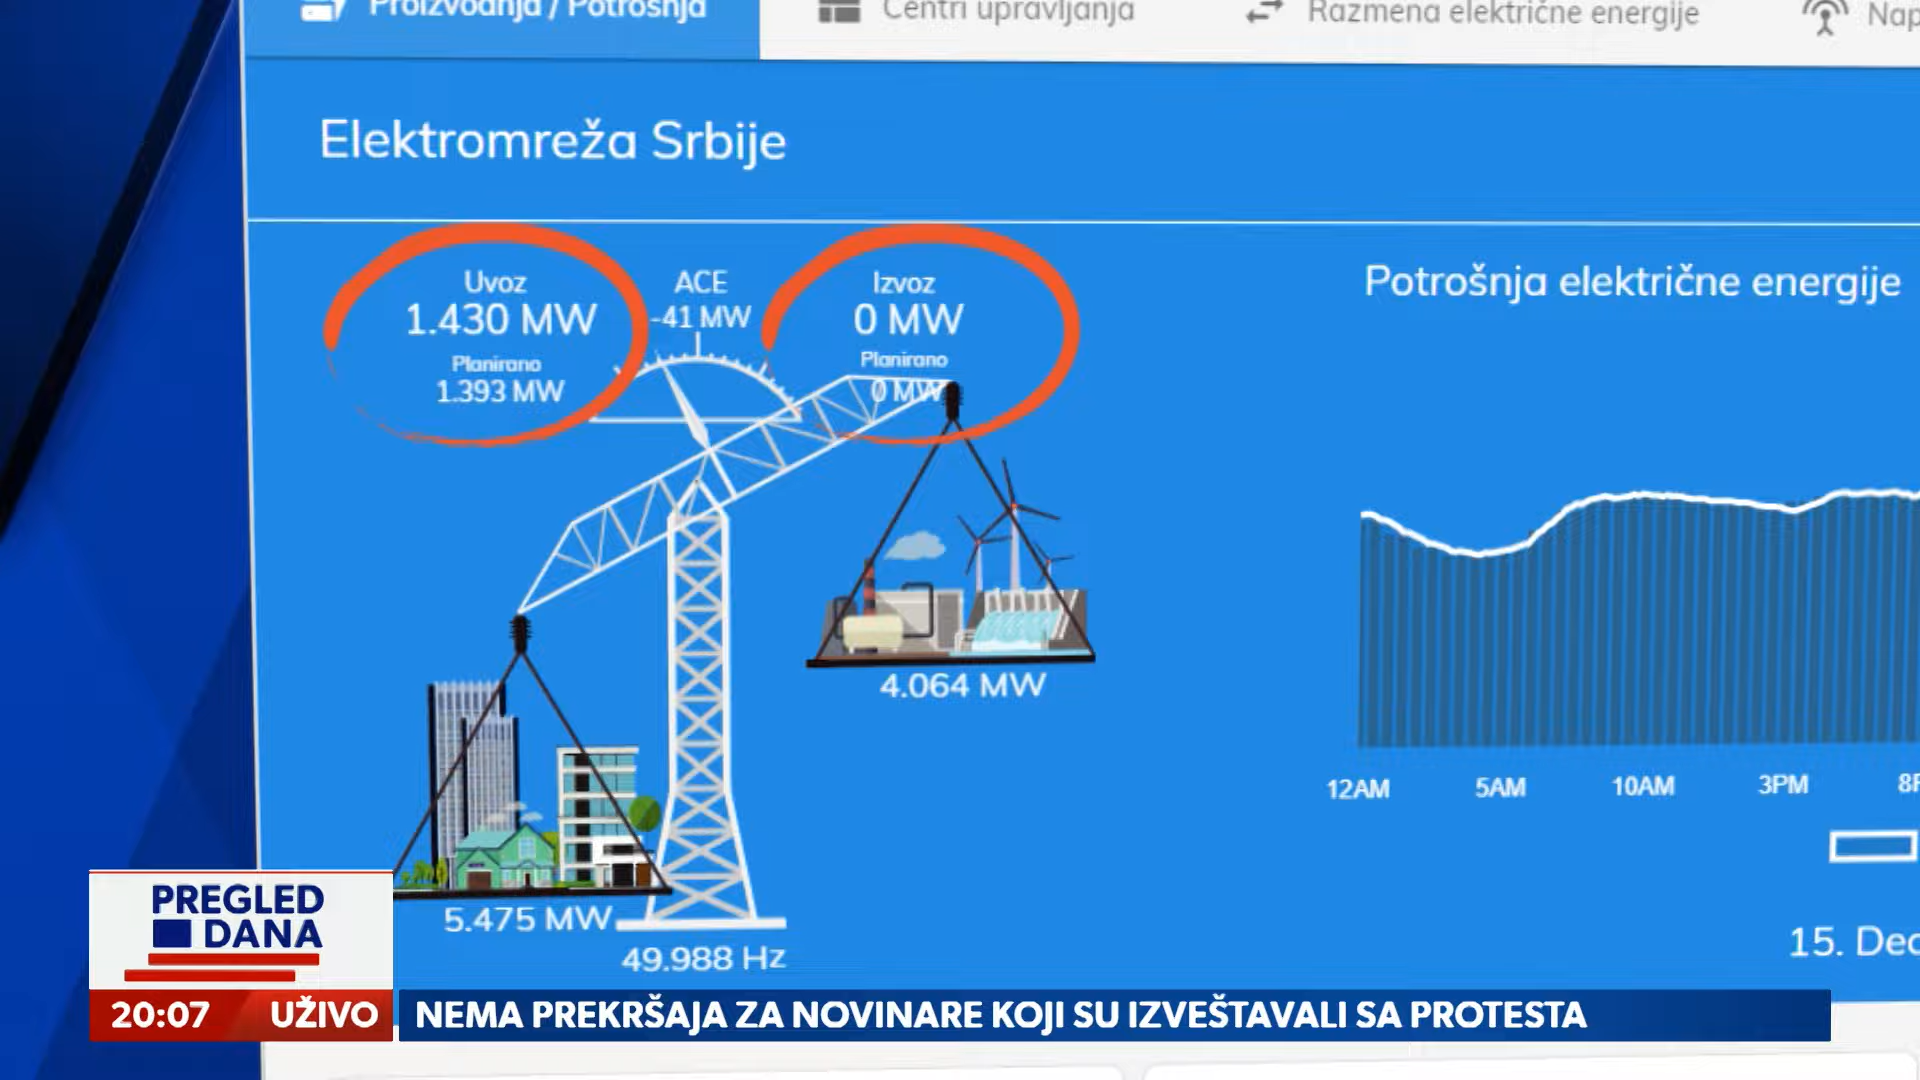 Proizvodnja / Potrošnja
Centri upravljanja
Razmena električne energije
Elektromreža Srbije
Uvoz
1.430 MW
Planirano
1.393 MW
ACE
-41 MW
Izvoz
0 MW
Planirano
0 MW
Potrošnja električne energije
4.064 MW
12AM
5AM
10AM
3PM
5.475 MW
49.988 Hz
15. Dec
PREGLED
DANA
20:07
UŽIVO
NEMA PREKRŠAJA ZA NOVINARE KOJI SU IZVEŠTAVALI SA PROTESTA